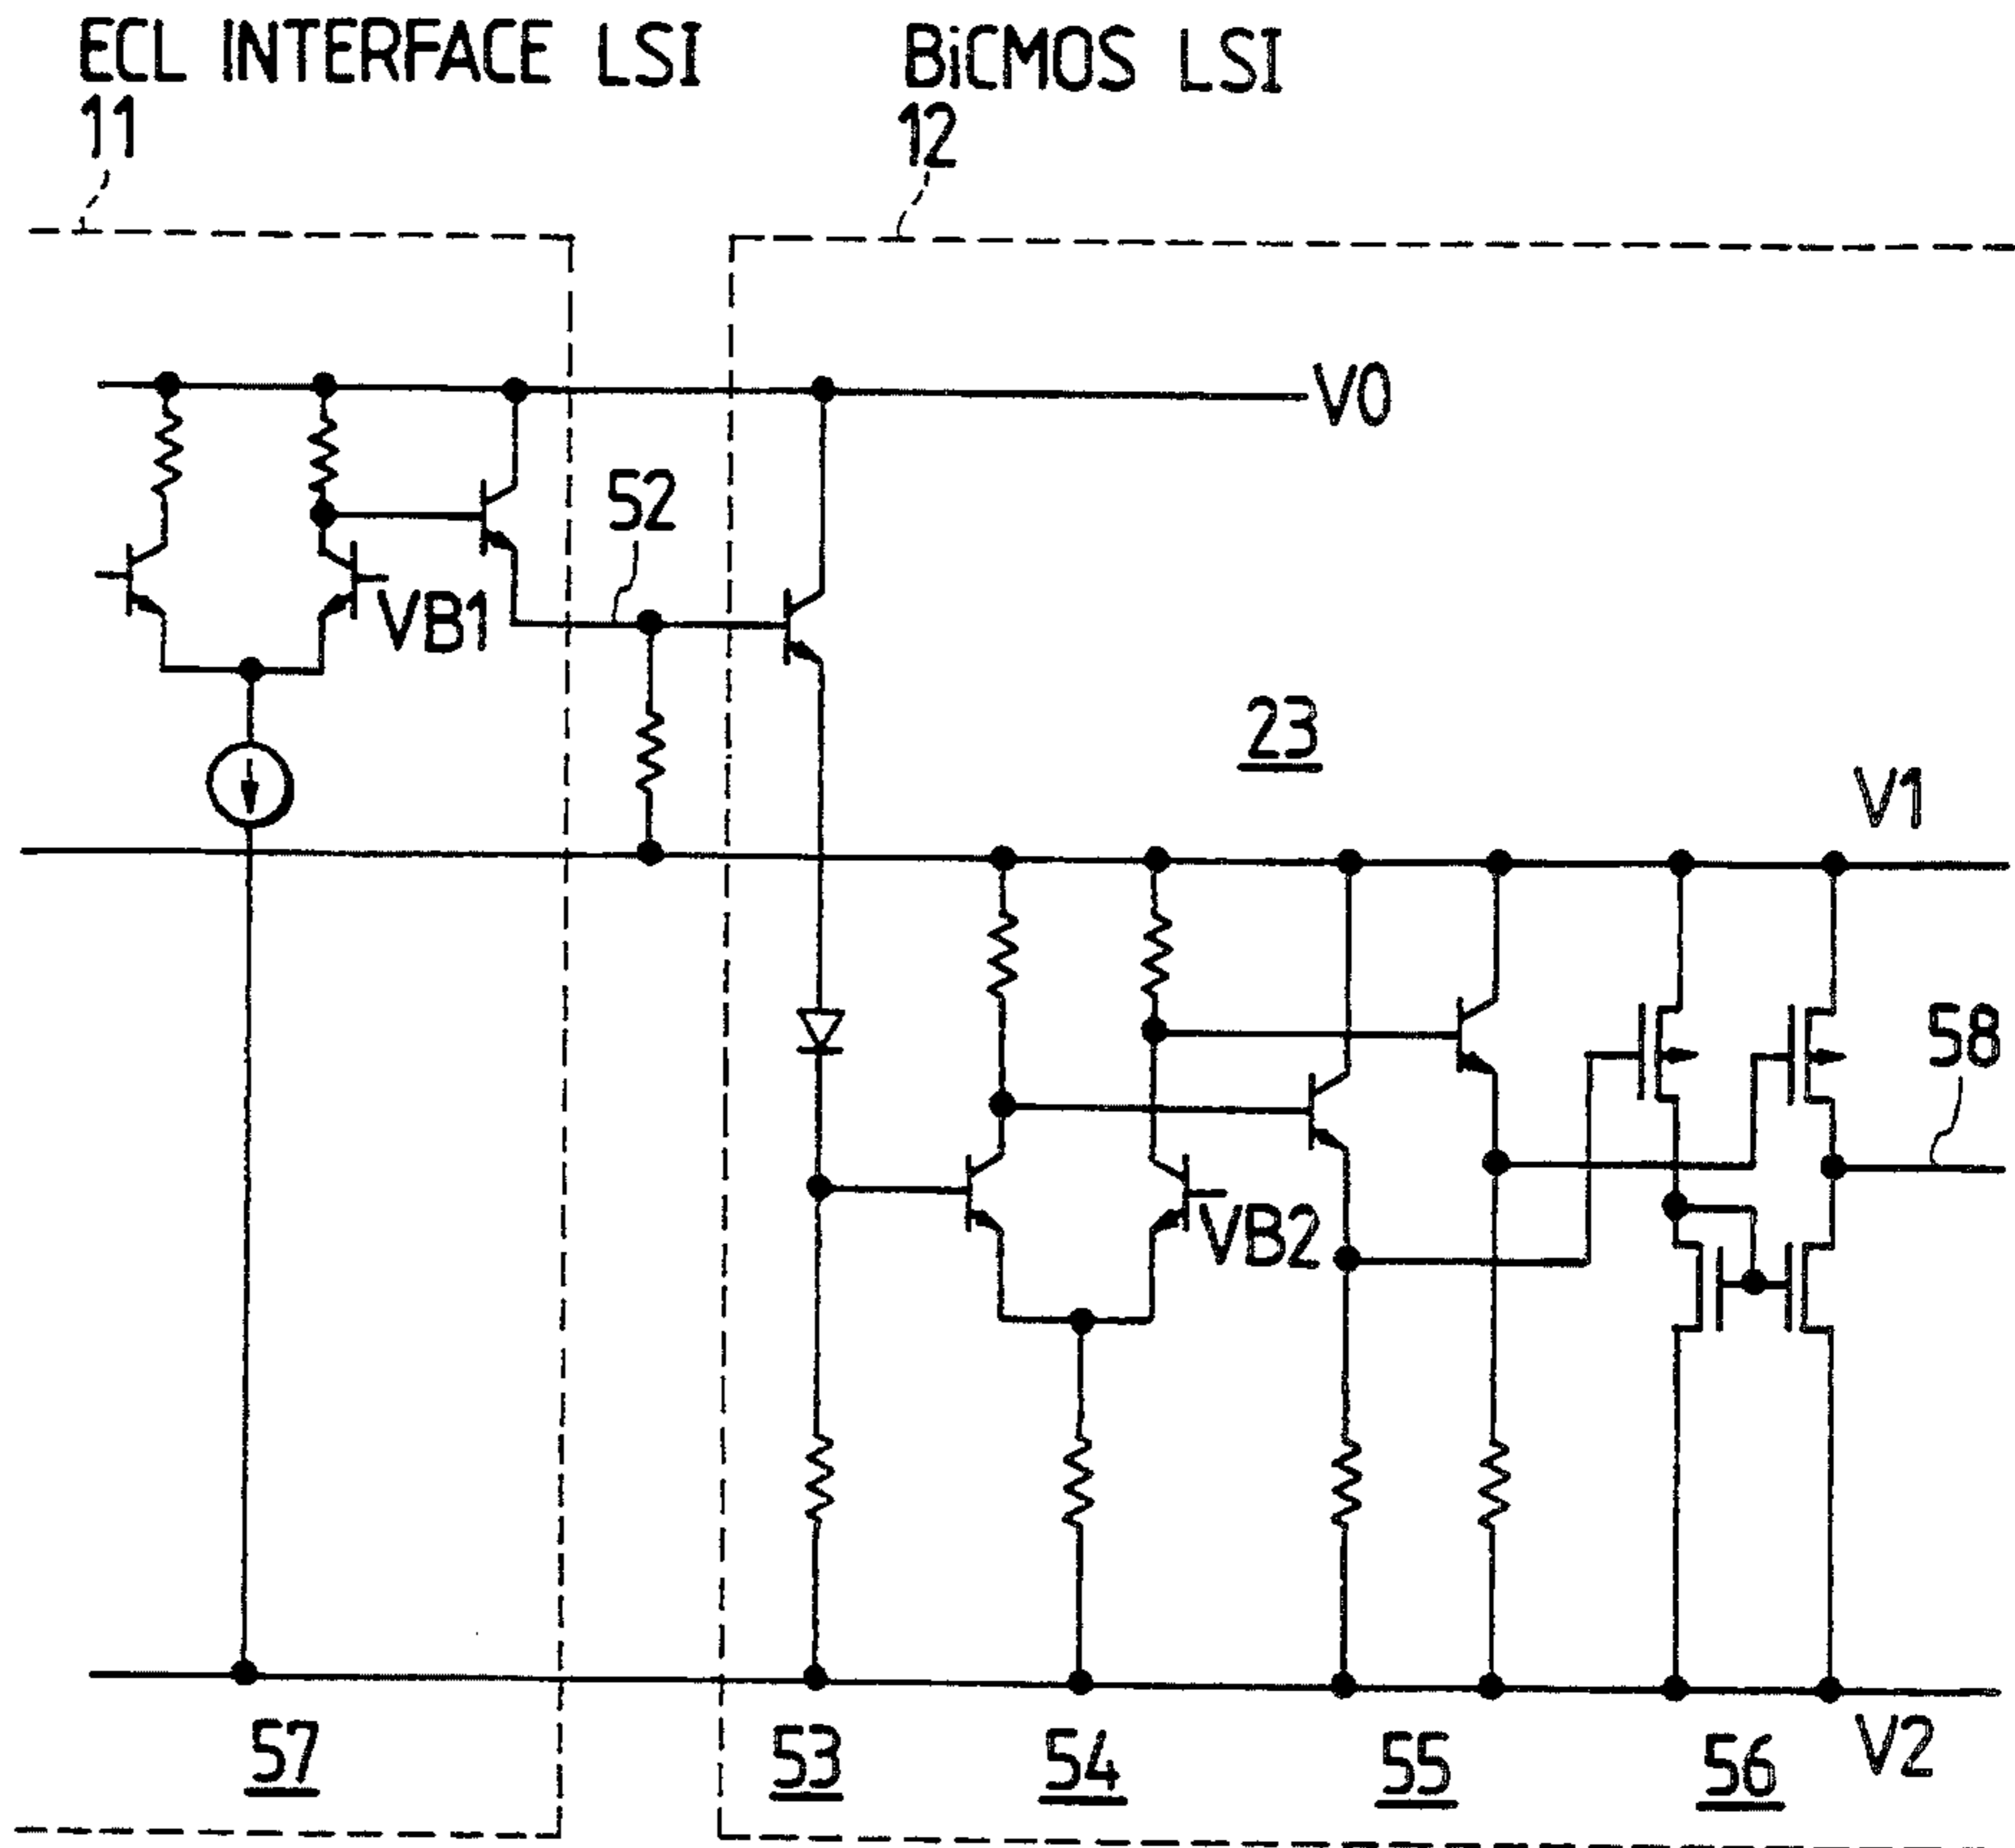 ECL INTERFACE LSI
BiCMOS LSI
11
12
V0
52
VB1
23
V1
58
VB2
57
53
54
55
56
V2